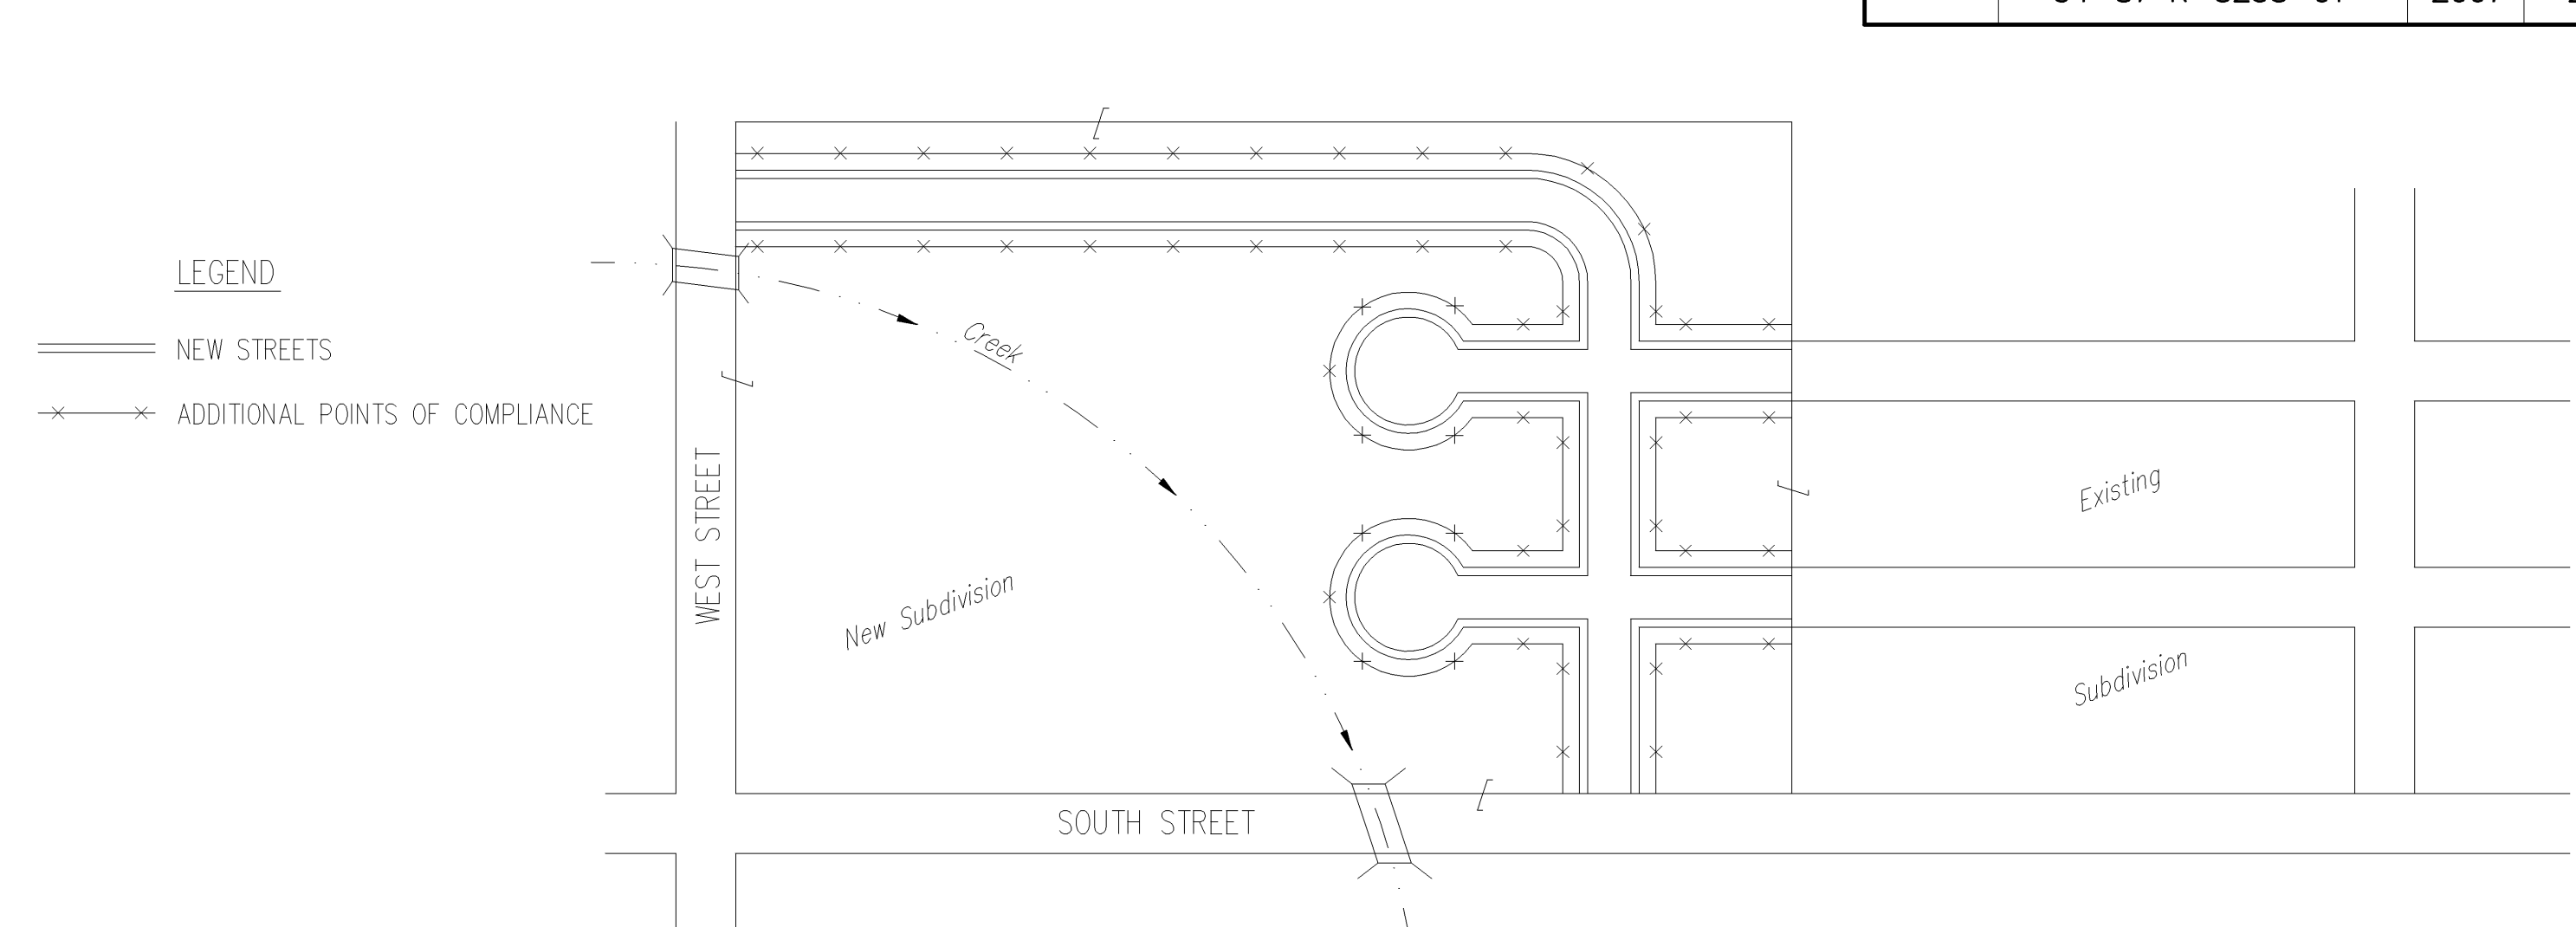 LEGEND
NEW STREETS
ADDITIONAL POINTS OF COMPLIANCE
Creek
WEST STREET
New Subdivision
Existing
Subdivision
SOUTH STREET